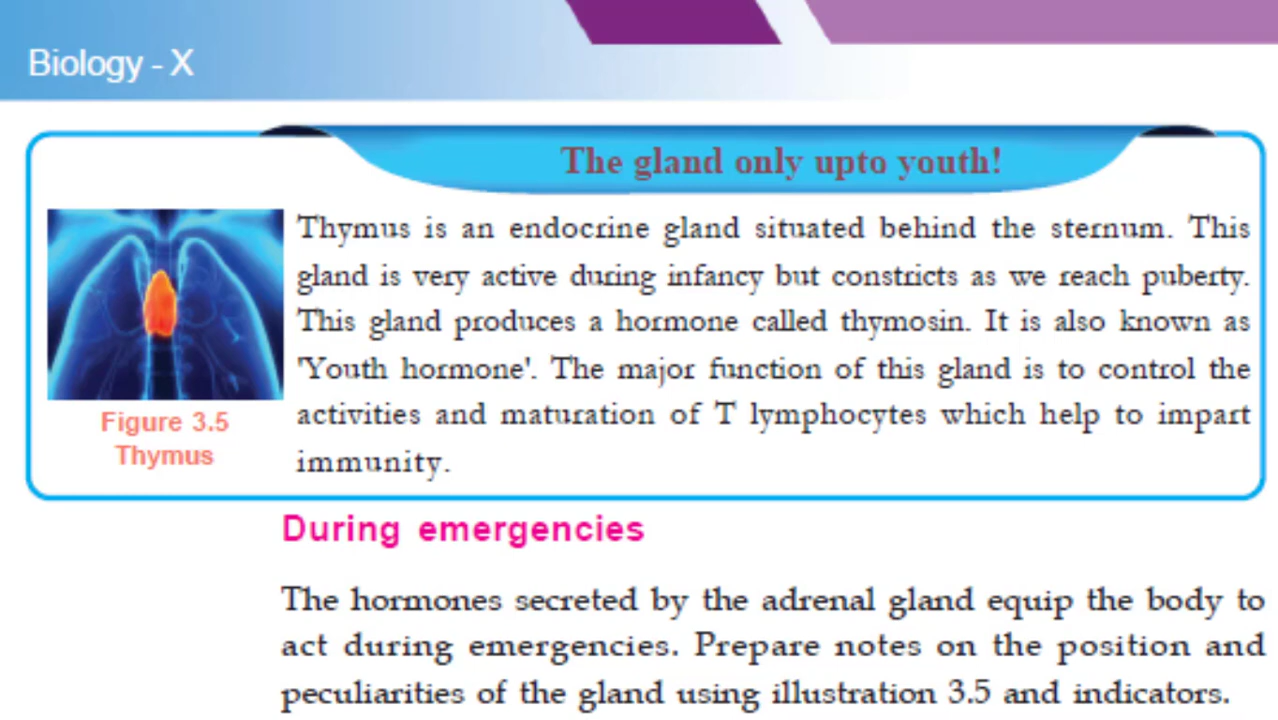 Biology - X
The gland only upto youth!
Thymus is an endocrine gland situated behind the sternum. This
gland is very active during infancy but constricts as we reach puberty.
This gland produces a hormone called thymosin. It is also known as
'Youth hormone'. The major function of this gland is to control the
activities and maturation of T lymphocytes which help to impart
immunity.
Figure 3.5
Thymus
During emergencies
The hormones secreted by the adrenal gland equip the body to
act during emergencies. Prepare notes on the position and
peculiarities of the gland using illustration 3.5 and indicators.